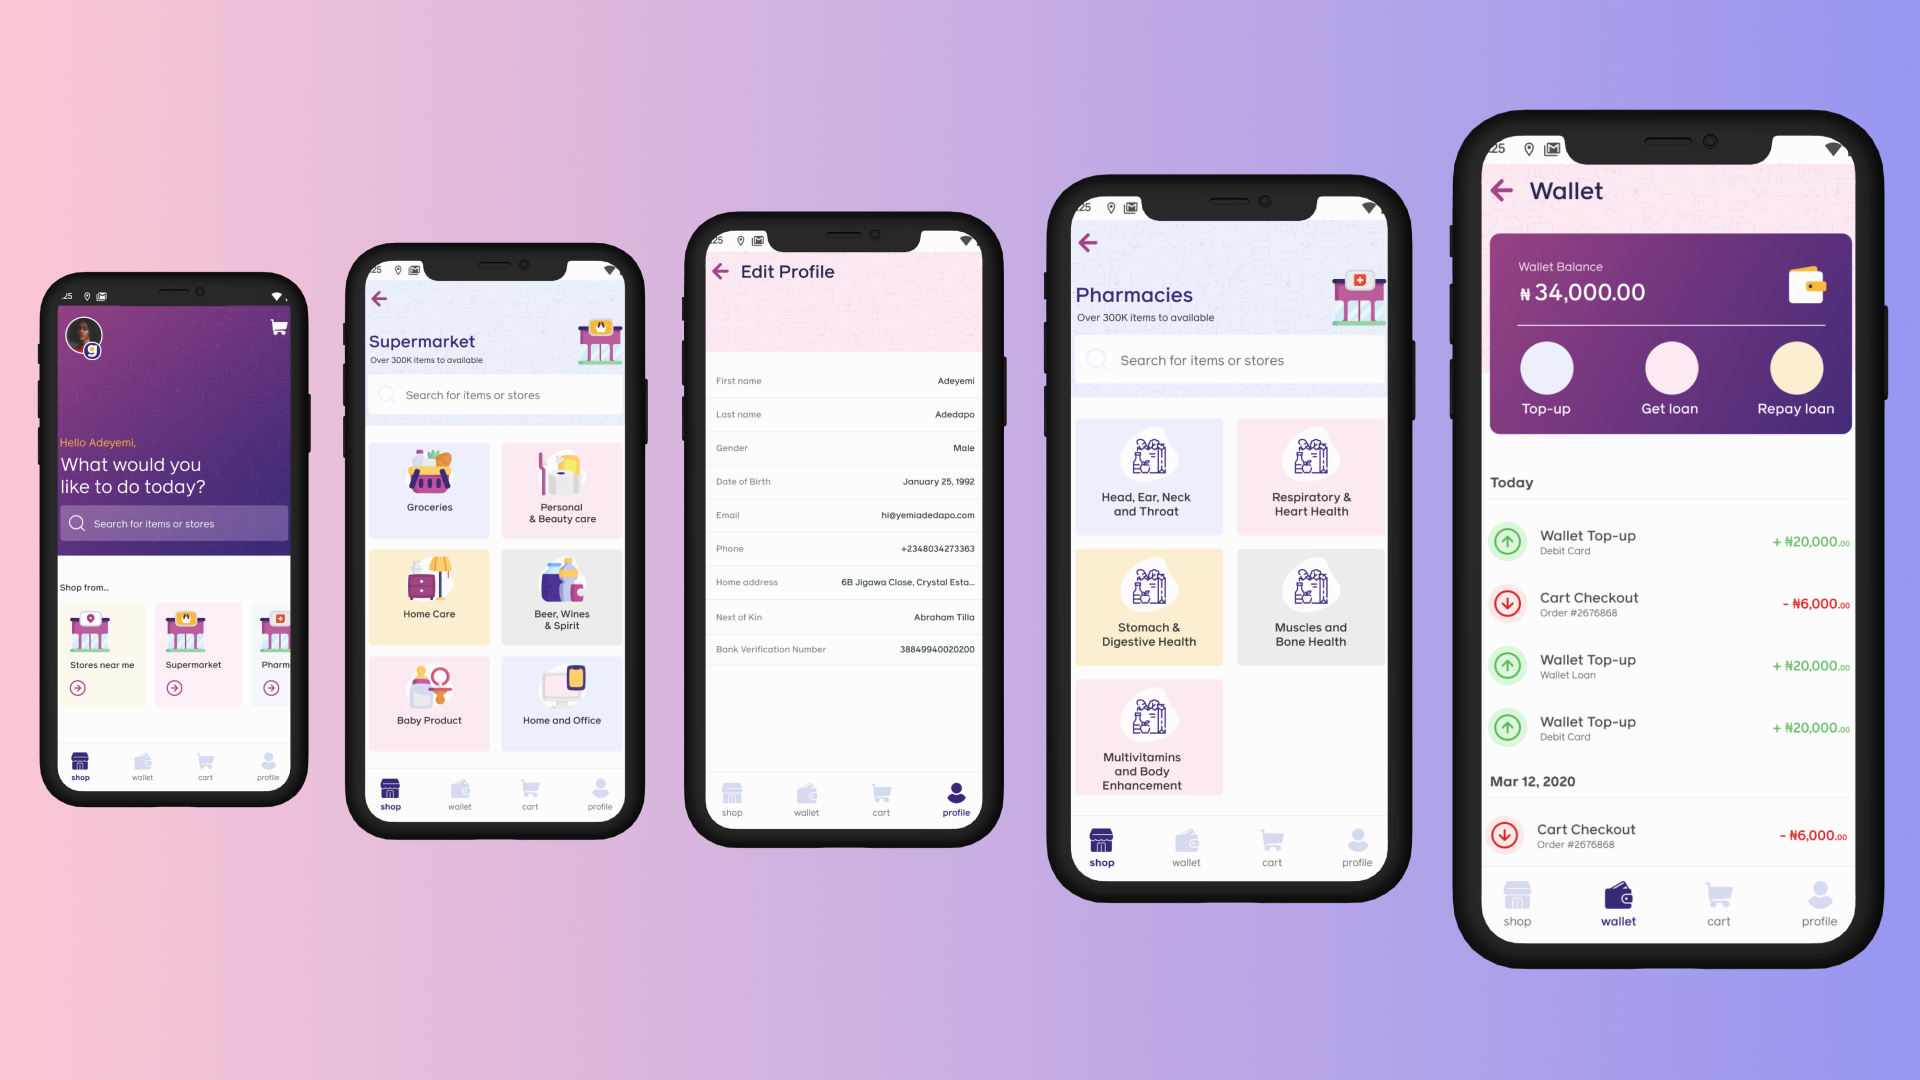 .25
g
Hello Adeyemi,
What would you
like to do today?
Search for items or stores
Shop from...
Stores near me
Supermarket
Pharm
shop
wallet
cart
profile
25
Supermarket
Over 300K items to available
Search for items or stores
Groceries
Personal
& Beauty care
Home Care
Beer, Wines
& Spirit
Baby Product
Home and Office
shop
wallet
cart
profile
25
Edit Profile
First name Adeyemi
Last name Adedapo
Gender Male
Date of Birth January 25, 1992
Email hi@yemiadedapo.com
Phone +2348034273363
Home address 6B Jigawa Close, Crystal Esta...
Next of Kin Abraham Tilla
Bank Verification Number 38849940020200
shop
wallet
cart
profile
25
Pharmacies
Over 300K items to available
Search for items or stores
Head, Ear, Neck
and Throat
Respiratory &
Heart Health
Stomach &
Digestive Health
Muscles and
Bone Health
Multivitamins
and Body
Enhancement
shop
wallet
cart
profile
25
Wallet
Wallet Balance
₦ 34,000.00
Top-up
Get loan
Repay loan
Today
Wallet Top-up + ₦20,000.00
Debit Card
Cart Checkout - ₦6,000.00
Order #2676868
Wallet Top-up + ₦20,000.00
Wallet Loan
Wallet Top-up + ₦20,000.00
Debit Card
Mar 12, 2020
Cart Checkout - ₦6,000.00
Order #2676868
shop
wallet
cart
profile